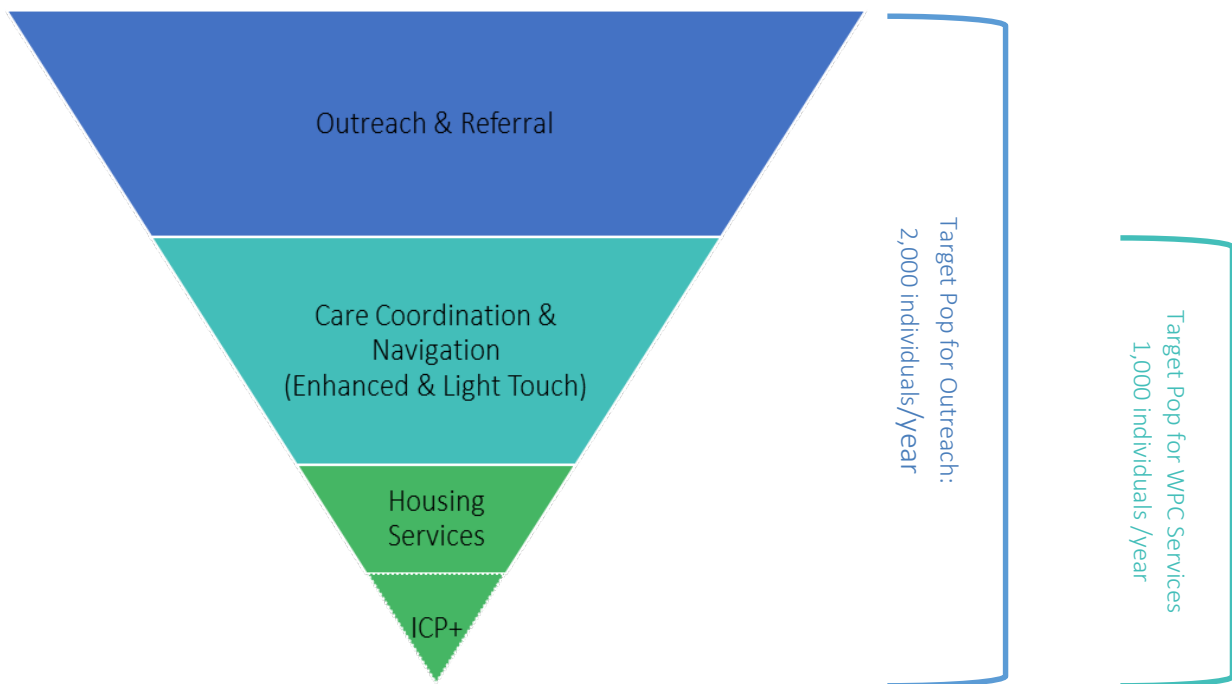 Outreach & Referral
Care Coordination &
Navigation
(Enhanced & Light Touch)
Housing
Services
ICP+
Target Pop for Outreach:
2,000 individuals/year
Target Pop for WPC Services
1,000 individuals /year